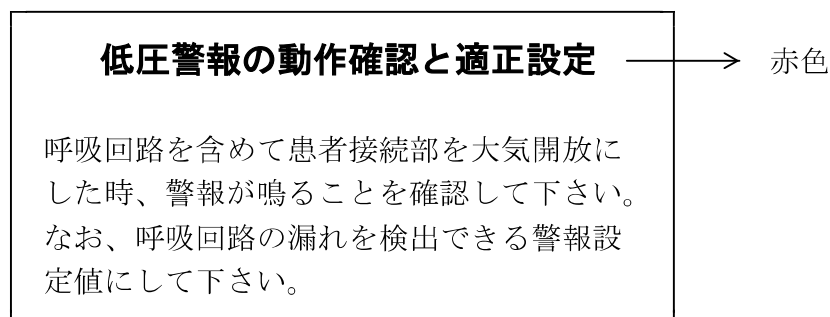 低圧警報の動作確認と適正設定
赤色
呼吸回路を含めて患者接続部を大気開放に
した時、警報が鳴ることを確認して下さい。
なお、呼吸回路の漏れを検出できる警報設
定値にして下さい。